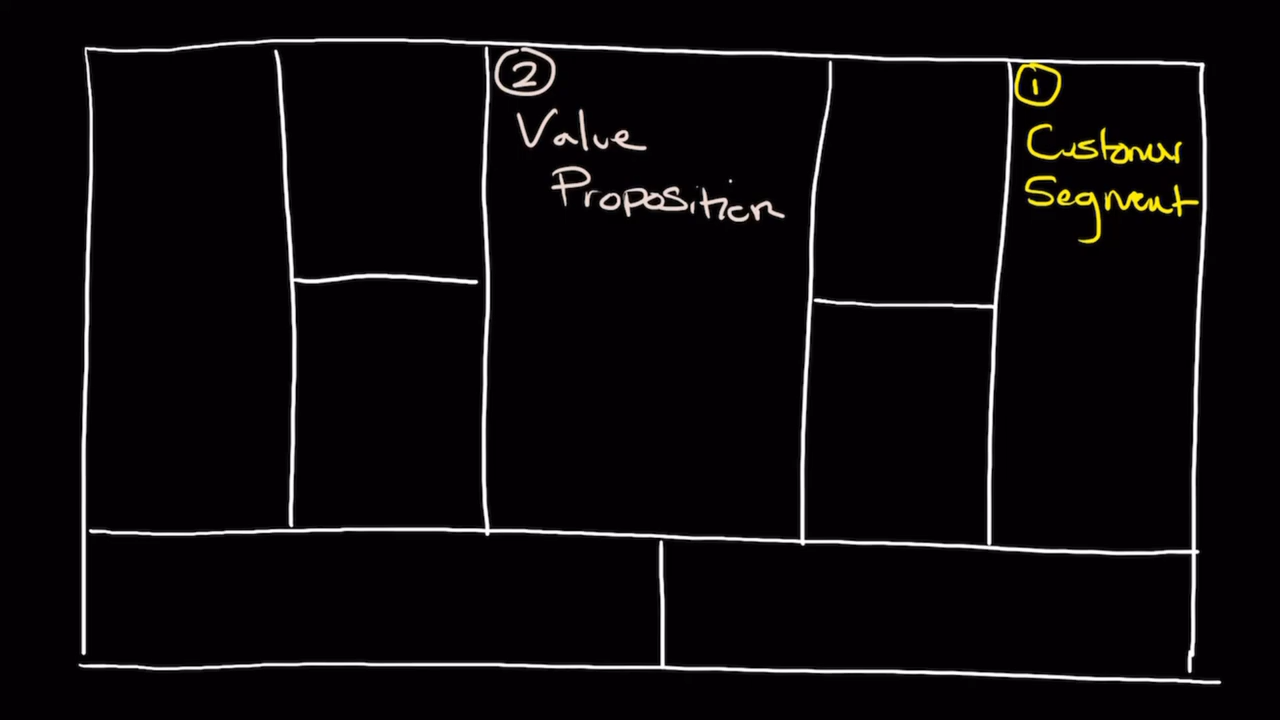 2
Value
Proposition
1
Customer
Segment